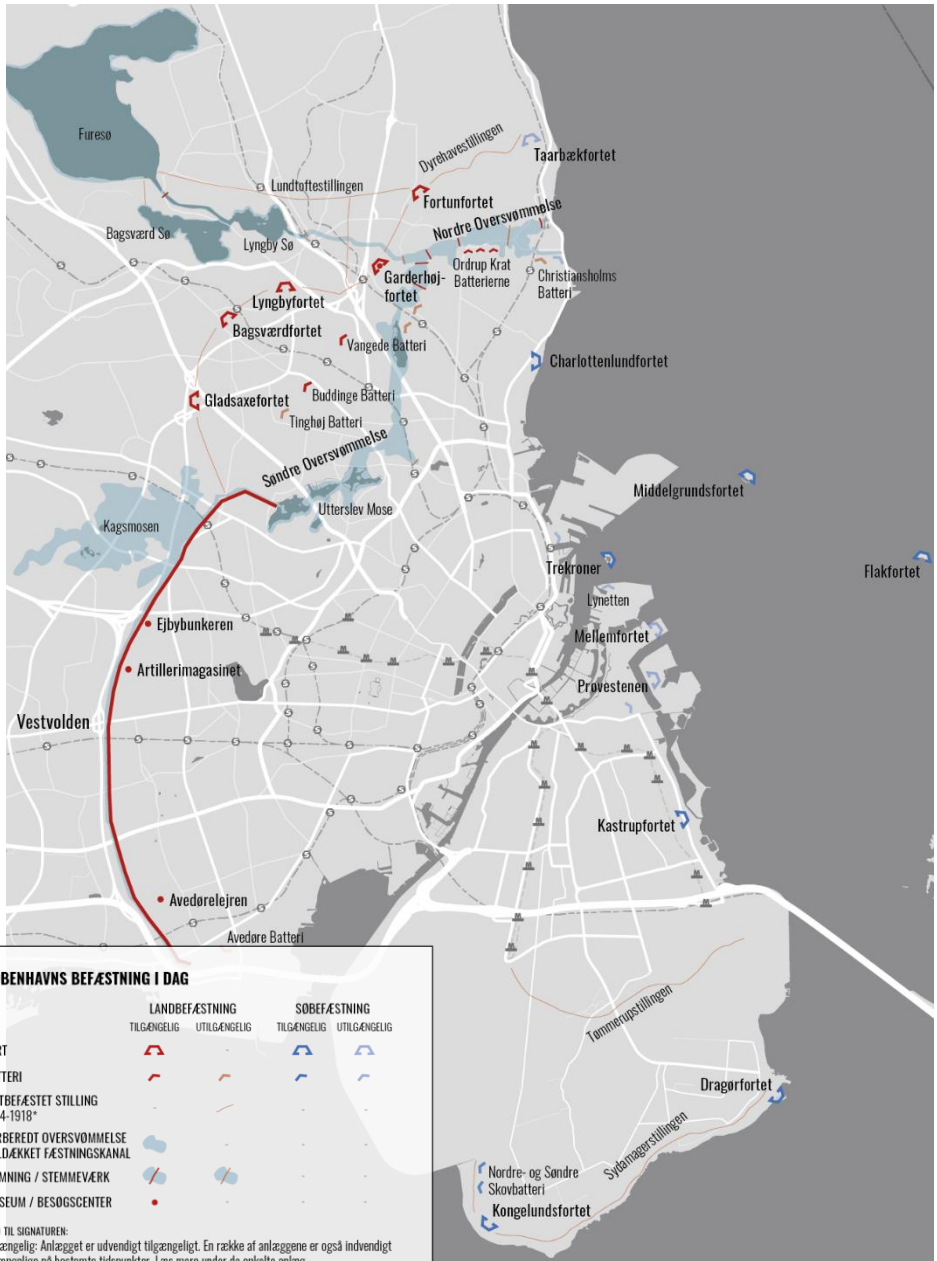 Furesø
Dyrehavestillingen
Taarbækfortet
Lundtoftestillingen
Fortunfortet
Nordre Oversvømmelse
Bagsværd Sø
Lyngby Sø
Garderhøj-
fortet
Ordrup Krat
Batterierne
Christiansholms
Batteri
Lyngbyfortet
Bagsværdfortet
Vangede Batteri
Charlottenlundfortet
Gladsaxefortet
Buddinge Batteri
Tinghøj Batteri
Søndre Oversvømmelse
Middelgrundsfortet
Utterslev Mose
Kagsmosen
Trekroner
Flakfortet
Lynetten
Ejbybunkeren
Mellemfortet
Artillerimagasinet
Prøvestenen
Vestvolden
Kastrupfortet
Avedørelejren
Avedøre Batteri
Tømmerupstillingen
Dragørfortet
Sydamagerstillingen
Nordre- og Søndre
Skovbatteri
Kongelundsfortet
BENHAVNS BEFÆSTNING I DAG
LANDBEFÆSTNING SØBEFÆSTNING
TILGÆNGELIG UTILGÆNGELIG TILGÆNGELIG UTILGÆNGELIG
RT - 
TTERI
TBEFÆSTET STILLING
4-1918* - - -
RBEREDT OVERSVØMMELSE
LDÆKKET FÆSTNINGSKANAL - - -
MNING / STEMMEVÆRK - -
SEUM / BESØGSCENTER - - -
TIL SIGNATUREN:
ængelig: Anlægget er udvendigt tilgængeligt. En række af anlæggene er også indvendigt